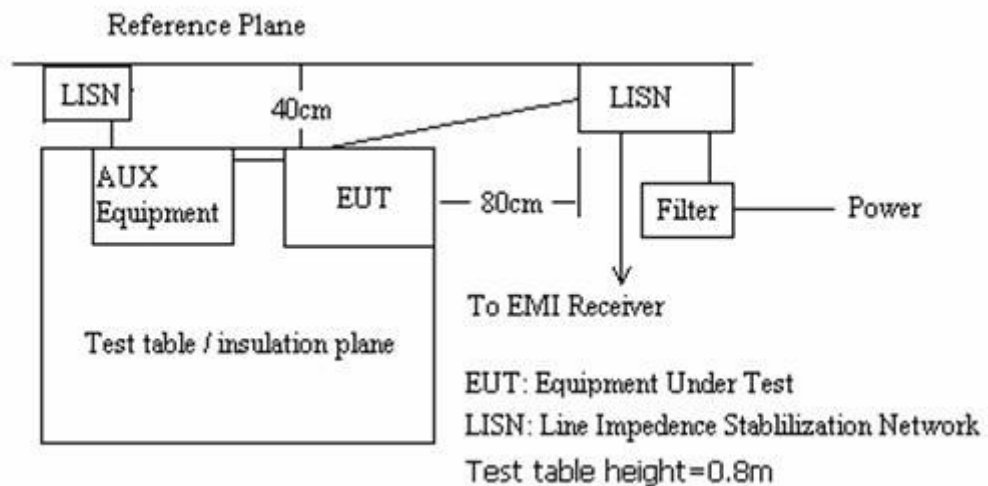 Reference Plane
LISN
40cm
LISN
AUX
Equipment
EUT
80cm
Filter
Power
To EMI Receiver
Test table / insulation plane
EUT: Equipment Under Test
LISN: Line Impedence Stablilization Network
Test table height=0.8m